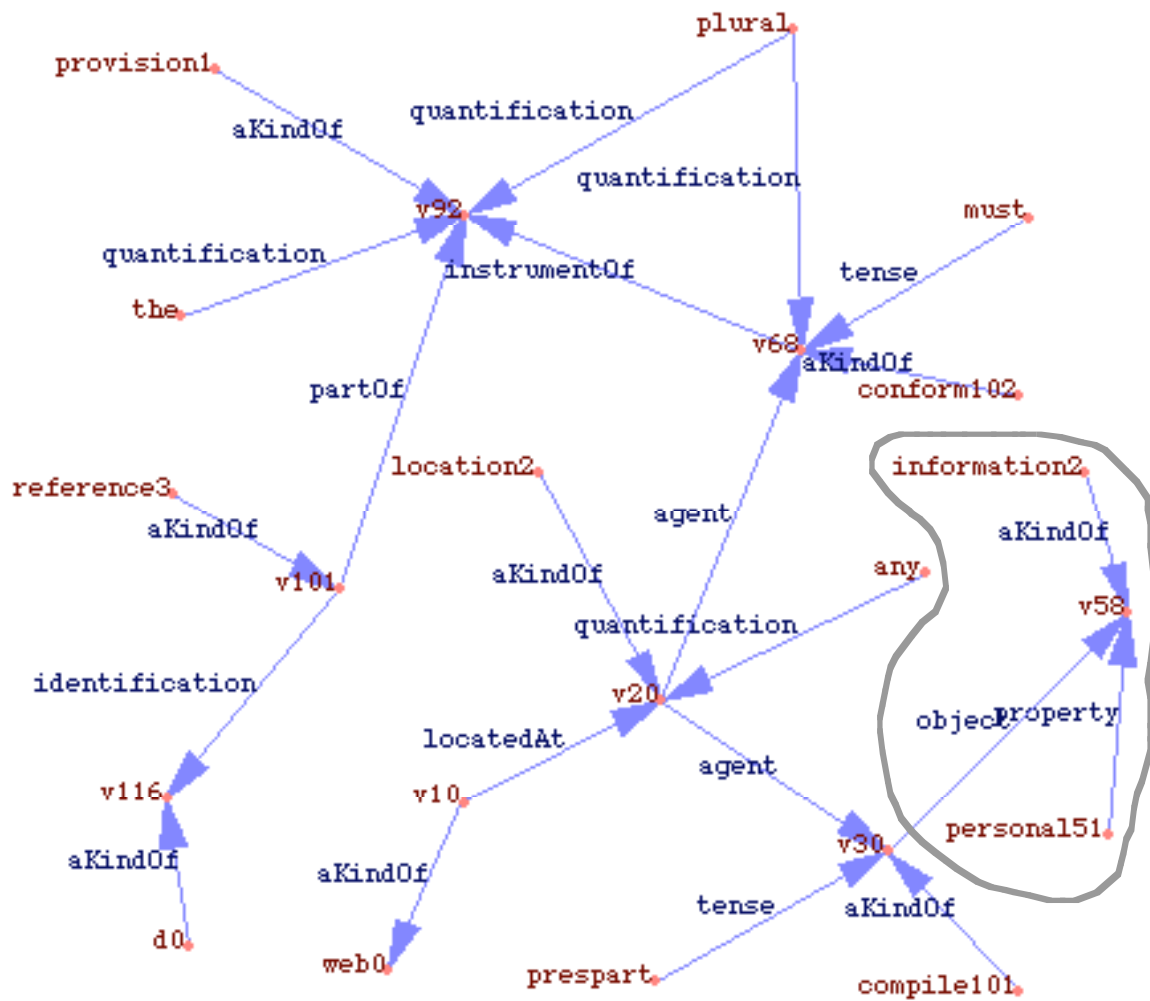 plural
provision1
quantification
aKindOf
quantification
v92
must
quantification
instrumentOf
tense
the
v68
aKindOf
partOf
conform102
location2
information2
reference3
agent
aKindOf
aKindOf
aKindOf
any
v101
v58
quantification
identification
v20
object
property
locatedAt
agent
v116
v10
personal51
v30
aKindOf
aKindOf
tense
aKindOf
d0
web0
prespart
compile101